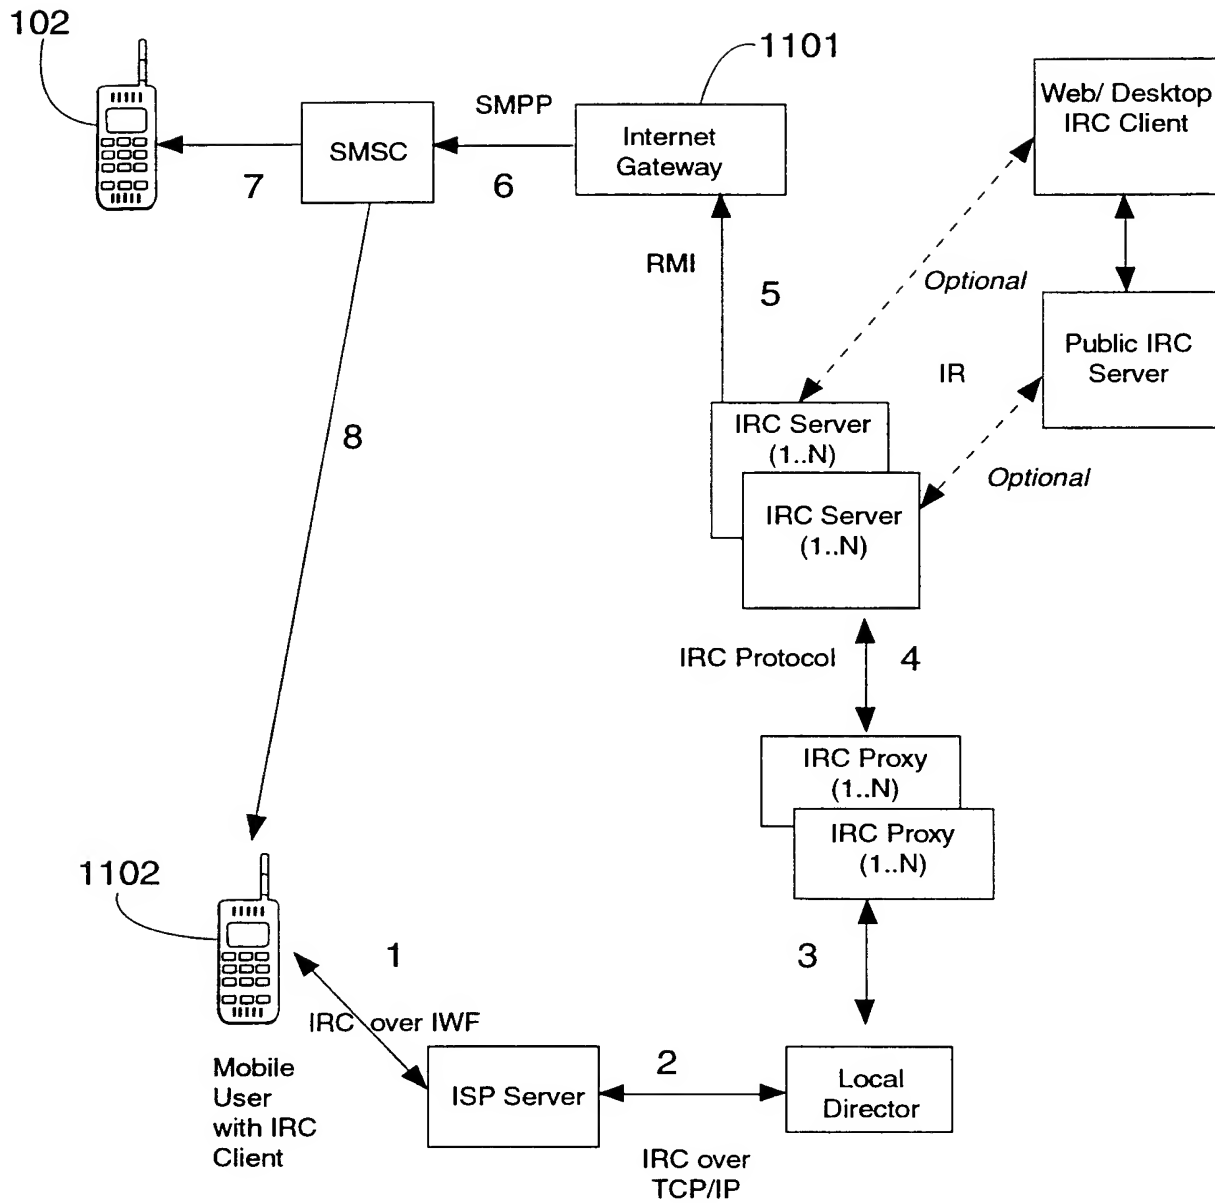 102
1101
SMPP
Web/ Desktop
IRC Client
SMSC
Internet
Gateway
7
6
RMI
5
Optional
Public IRC
Server
IR
8
IRC Server
(1..N)
Optional
IRC Server
(1..N)
IRC Protocol
4
IRC Proxy
(1..N)
IRC Proxy
(1..N)
1102
1
3
IRC over IWF
Mobile
User
with IRC
Client
ISP Server
2
Local
Director
IRC over
TCP/IP